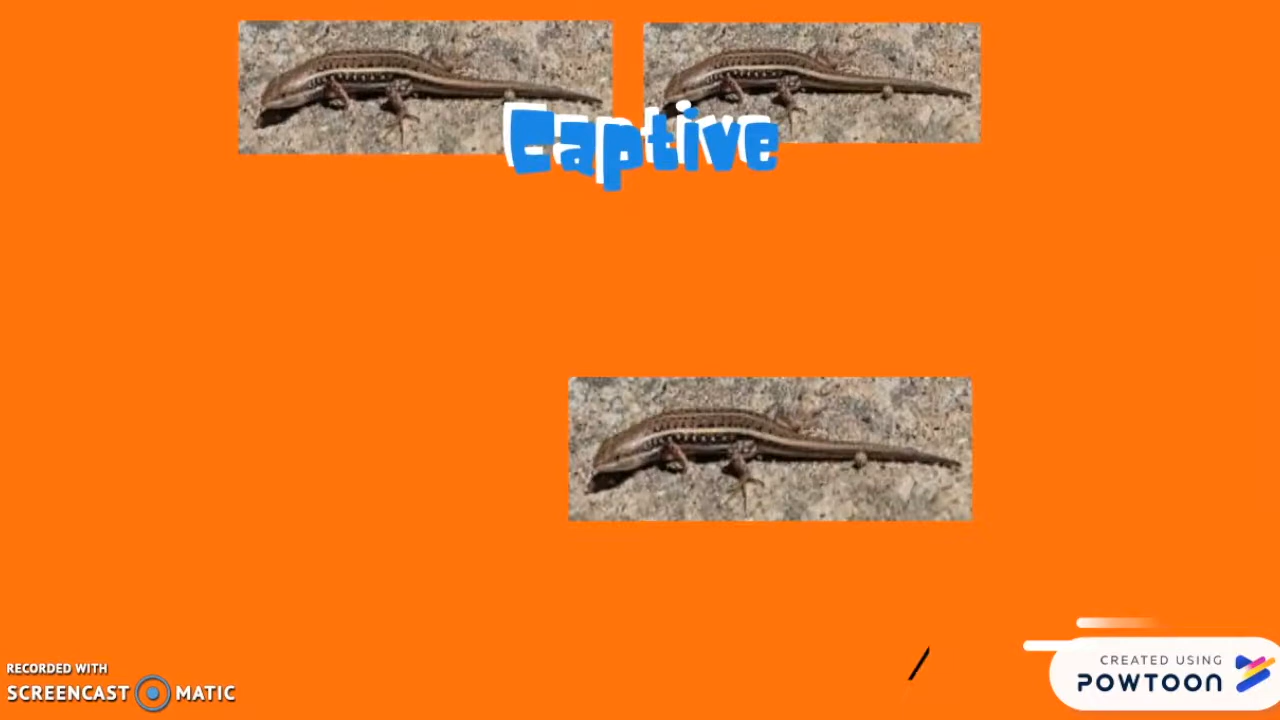 Captive
RECORDED WITH
SCREENCAST MATIC
CREATED USING
POWTOON